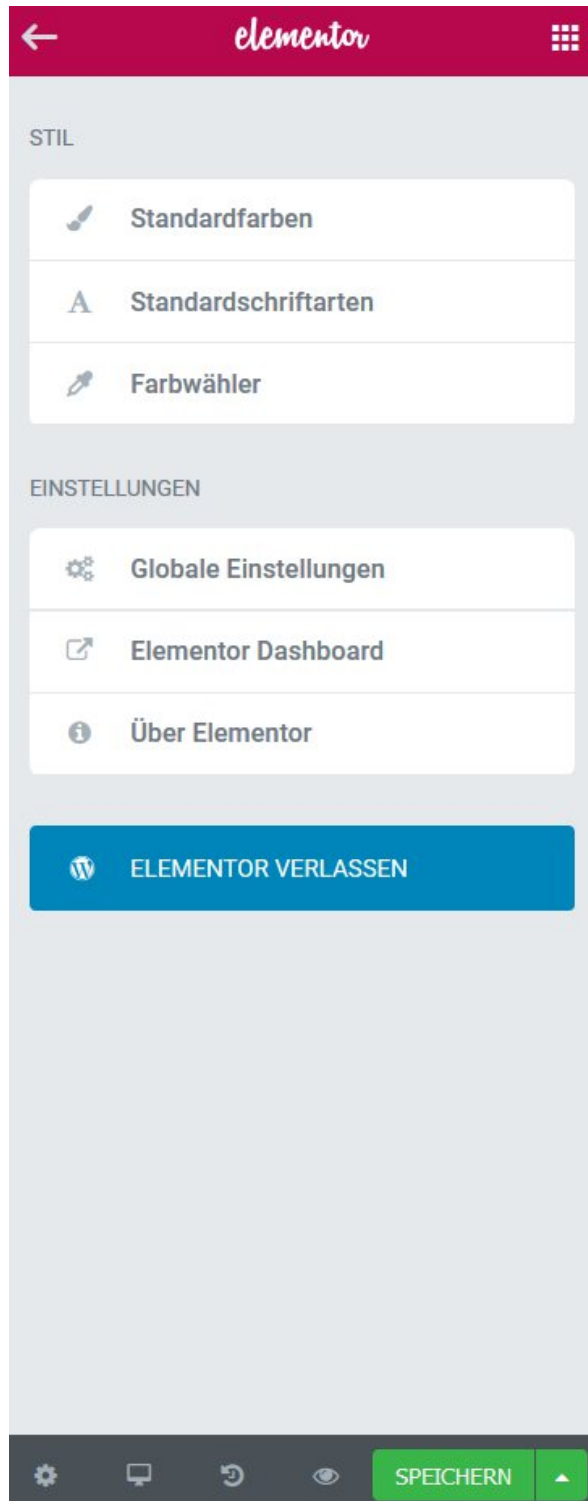 elementor
STIL
Standardfarben
Standardschriftarten
Farbwähler
EINSTELLUNGEN
Globale Einstellungen
Elementor Dashboard
Über Elementor
ELEMENTOR VERLASSEN
SPEICHERN